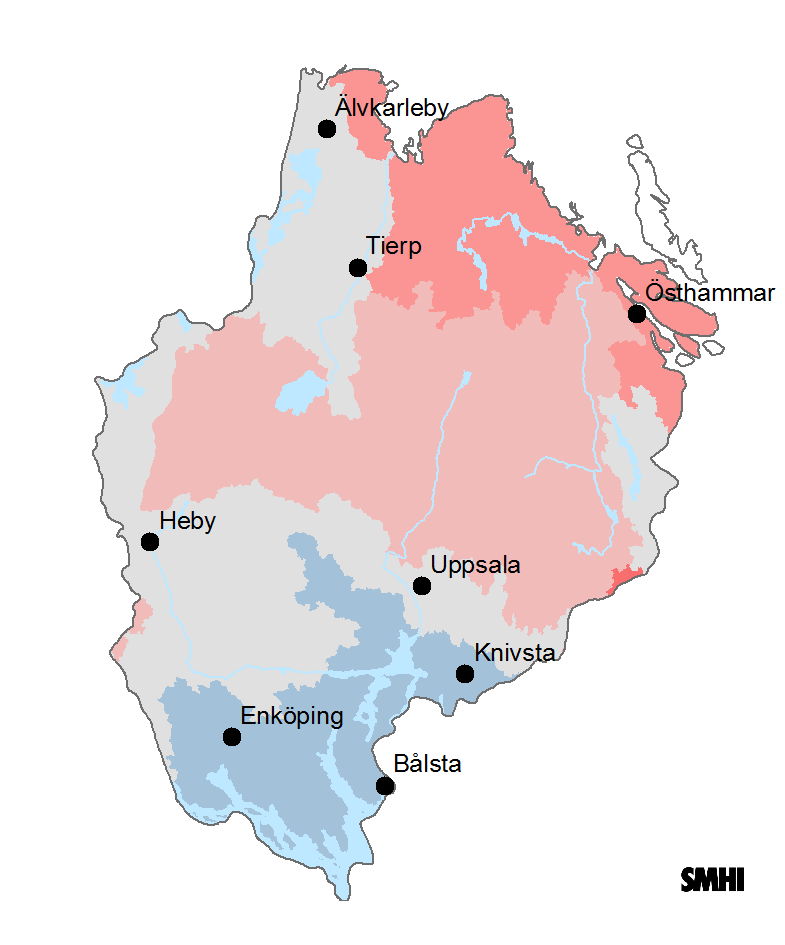 Älvkarleby
Tierp
Östhammar
Heby
Uppsala
Knivsta
Enköping
Bålsta
SMHI